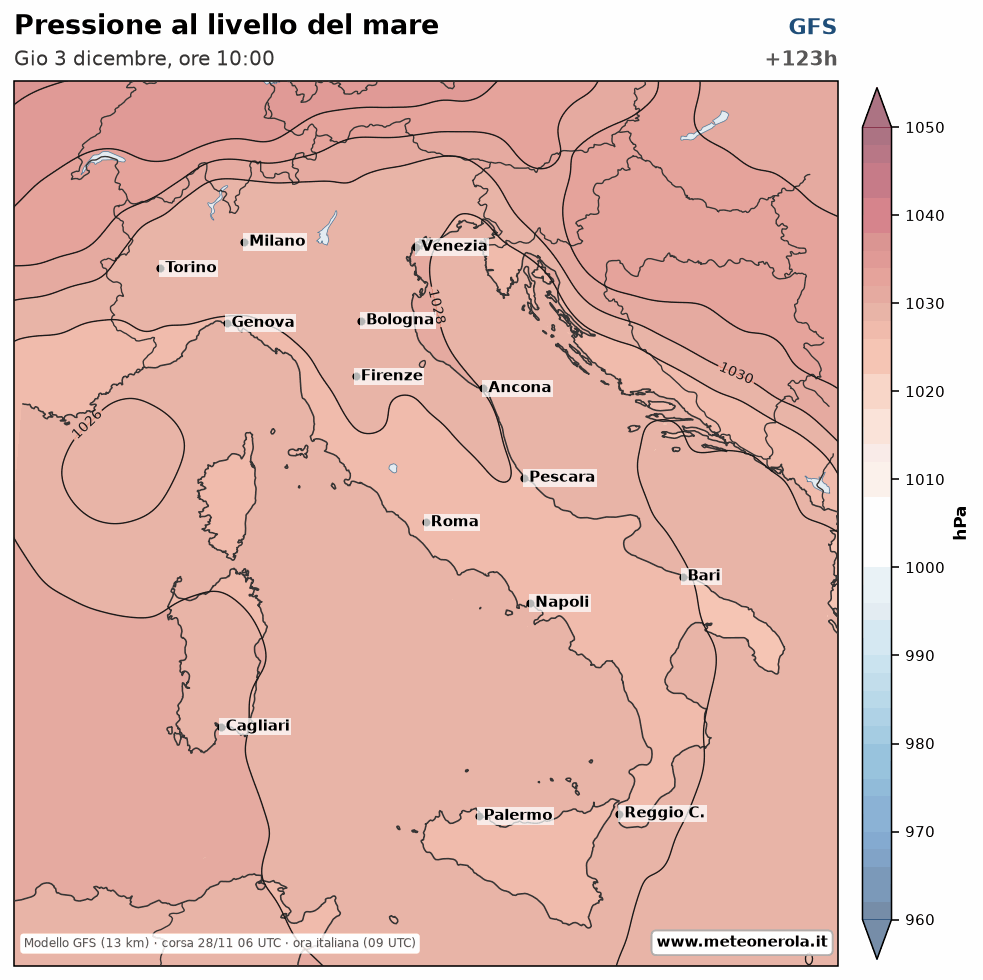 Pressione al livello del mare
GFS
Gio 3 dicembre, ore 10:00
+123h
1050
1040
1030
1020
1010
1000
990
980
970
960
hPa
Milano
Venezia
Torino
1028
Genova
Bologna
Firenze
1030
Ancona
1026
Pescara
Roma
Bari
Napoli
Cagliari
Palermo
Reggio C.
Modello GFS (13 km) · corsa 28/11 06 UTC · ora italiana (09 UTC)
www.meteonerola.it